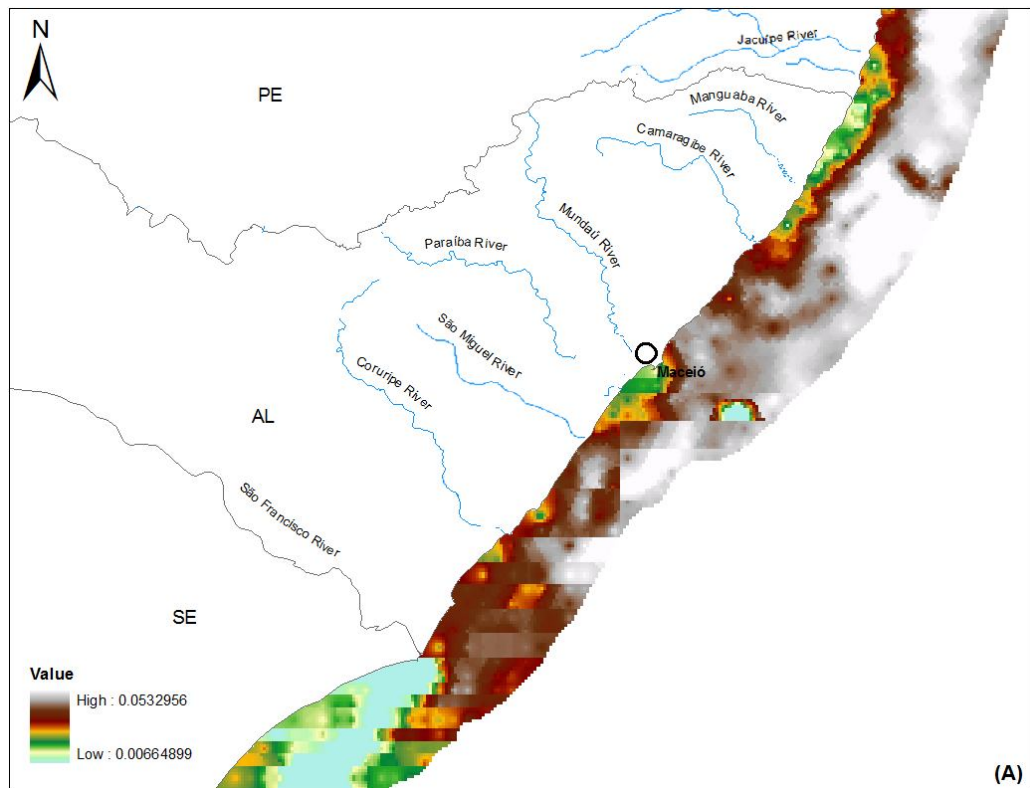 N
Jacuípe River
PE
Manguaba River
Camaragibe River
Mundaú River
Paraíba River
São Miguel River
Maceió
Coruripe River
AL
São Francisco River
SE
Value
High : 0.0532956
Low : 0.00664899
(A)